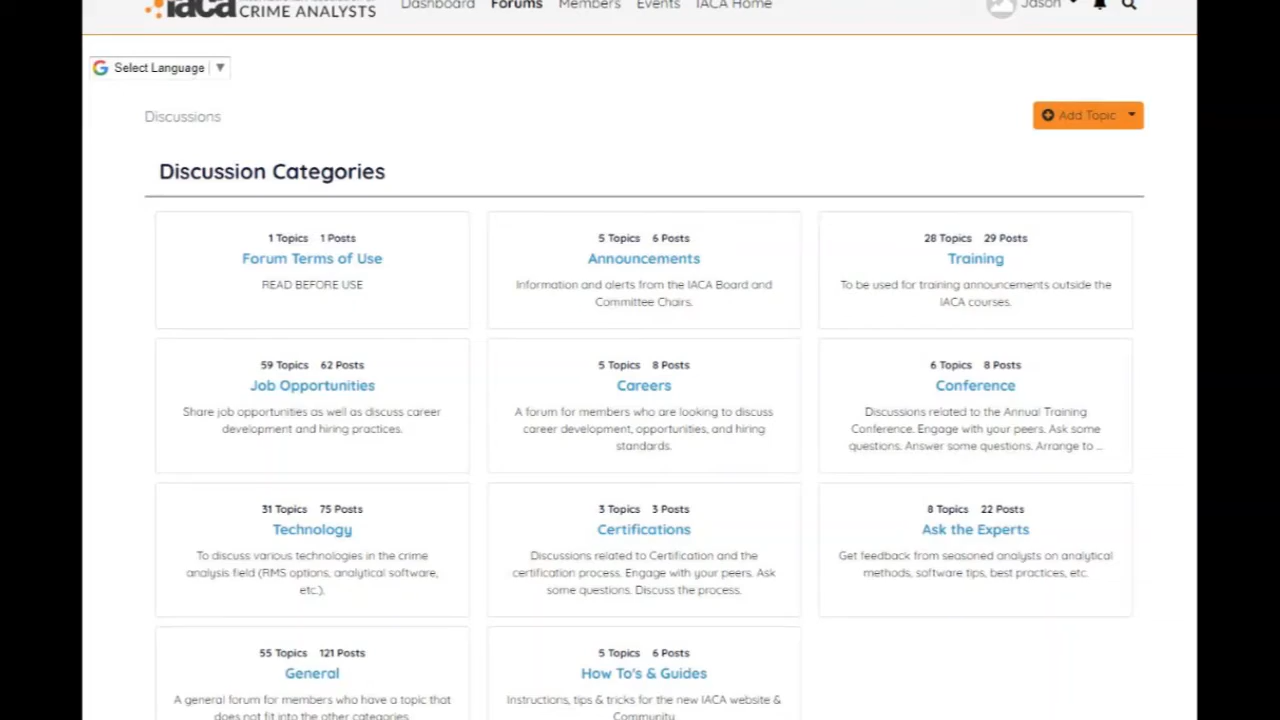 iaca
CRIME ANALYSTS
Dashboard Forums Members Events IACA Home
Jason
Select Language ▼
Discussions
Add Topic
Discussion Categories
1 Topics 1 Posts
Forum Terms of Use
READ BEFORE USE
5 Topics 6 Posts
Announcements
Information and alerts from the IACA Board and
Committee Chairs.
28 Topics 29 Posts
Training
To be used for training announcements outside the
IACA courses.
59 Topics 62 Posts
Job Opportunities
Share job opportunities as well as discuss career
development and hiring practices.
5 Topics 8 Posts
Careers
A forum for members who are looking to discuss
career development, opportunities, and hiring
standards.
6 Topics 8 Posts
Conference
Discussions related to the Annual Training
Conference. Engage with your peers. Ask some
questions. Answer some questions. Arrange to ...
31 Topics 75 Posts
Technology
To discuss various technologies in the crime
analysis field (RMS options, analytical software,
etc.).
3 Topics 3 Posts
Certifications
Discussions related to Certification and the
certification process. Engage with your peers. Ask
some questions. Discuss the process.
8 Topics 22 Posts
Ask the Experts
Get feedback from seasoned analysts on analytical
methods, software tips, best practices, etc.
55 Topics 121 Posts
General
A general forum for members who have a topic that
does not fit into the other categories.
5 Topics 6 Posts
How To's & Guides
Instructions, tips & tricks for the new IACA website &
Community